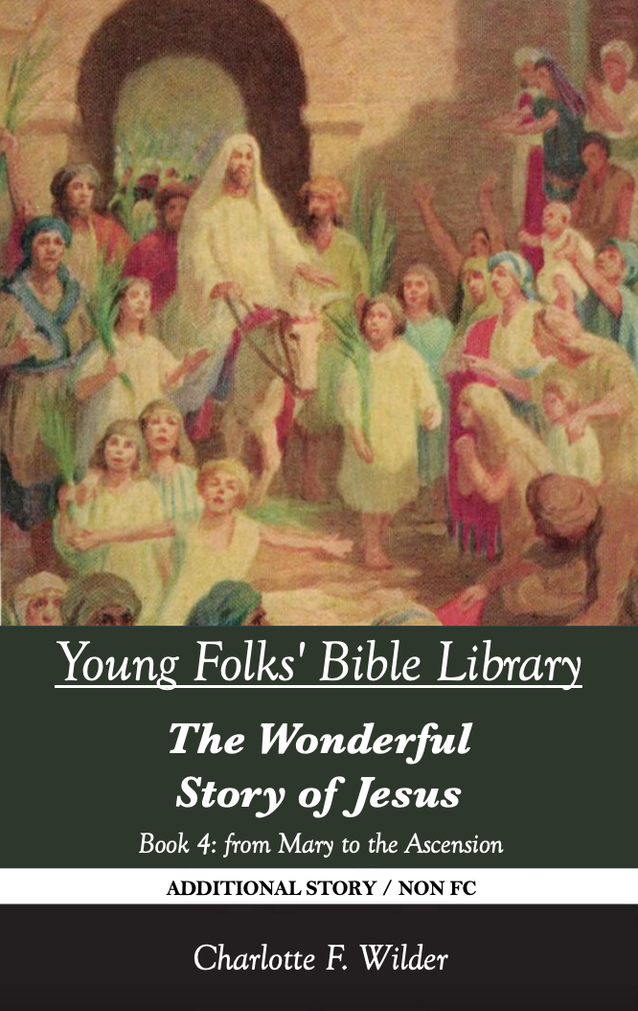 Young Folks' Bible Library
The Wonderful
Story of Jesus
Book 4: from Mary to the Ascension
ADDITIONAL STORY / NON FC
Charlotte F. Wilder